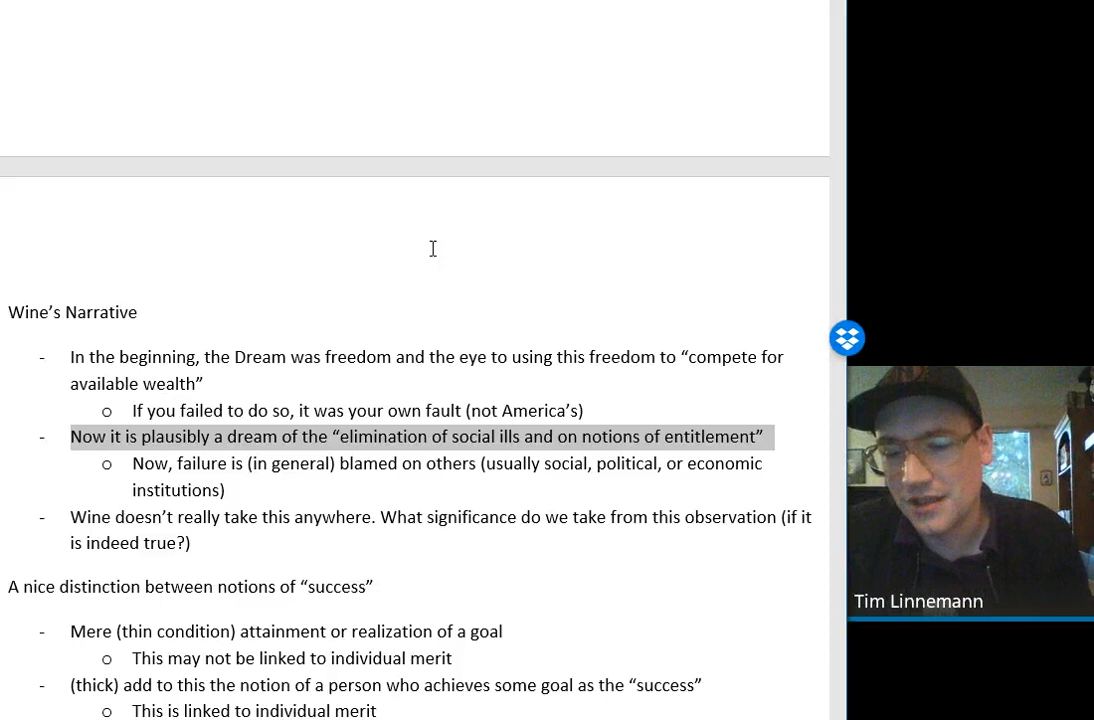 Wine’s Narrative
- In the beginning, the Dream was freedom and the eye to using this freedom to “compete for
available wealth”
o If you failed to do so, it was your own fault (not America’s)
- Now it is plausibly a dream of the “elimination of social ills and on notions of entitlement”
o Now, failure is (in general) blamed on others (usually social, political, or economic
institutions)
- Wine doesn’t really take this anywhere. What significance do we take from this observation (if it
is indeed true?)
A nice distinction between notions of “success”
- Mere (thin condition) attainment or realization of a goal
o This may not be linked to individual merit
- (thick) add to this the notion of a person who achieves some goal as the “success”
o This is linked to individual merit
Tim Linnemann